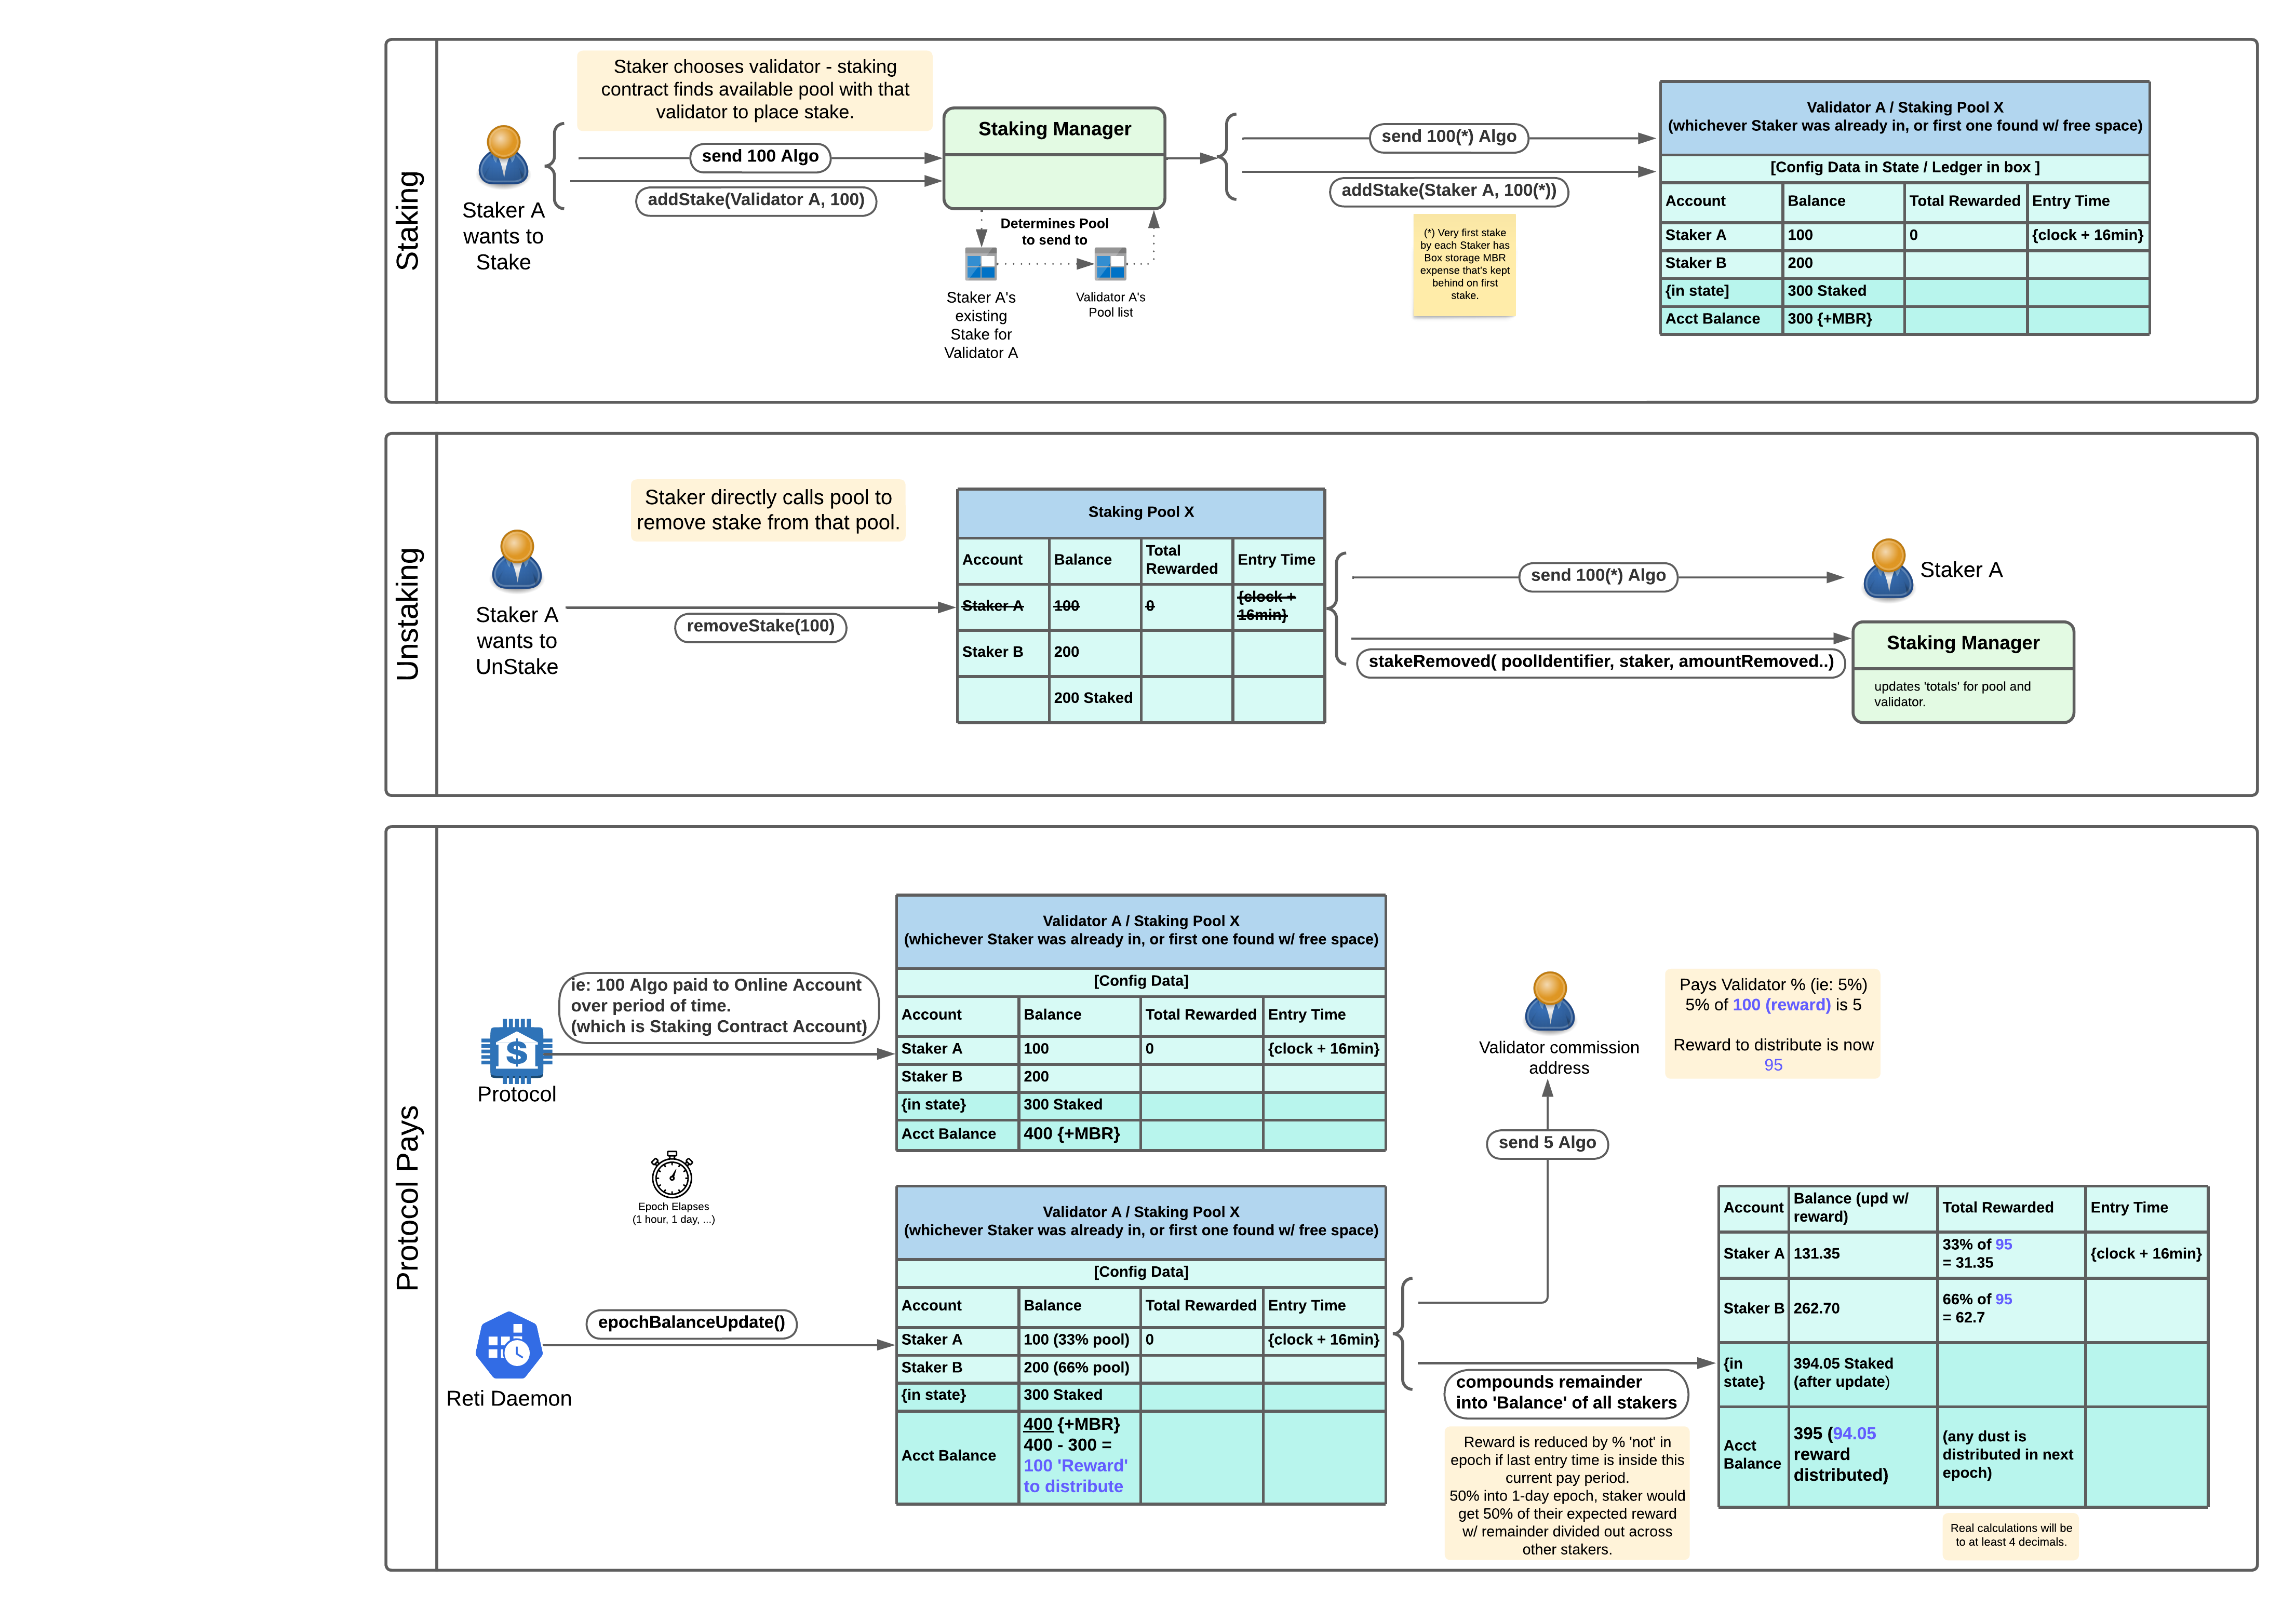 Staking
Staker chooses validator - staking
contract finds available pool with that
validator to place stake.
Staker A
wants to
Stake
send 100 Algo
addStake(Validator A, 100)
Staking Manager
Determines Pool
to send to
Staker A's
existing
Stake for
Validator A
Validator A's
Pool list
send 100(*) Algo
addStake(Staker A, 100(*))
(*) Very first stake
by each Staker has
Box storage MBR
expense that's kept
behind on first
stake.
Validator A / Staking Pool X
(whichever Staker was already in, or first one found w/ free space)
[Config Data in State / Ledger in box ]
Account Balance Total Rewarded Entry Time
Staker A 100 0 {clock + 16min}
Staker B 200
{in state] 300 Staked
Acct Balance 300 {+MBR}
Unstaking
Staker directly calls pool to
remove stake from that pool.
Staker A
wants to
UnStake
removeStake(100)
Staking Pool X
Account Balance Total
Rewarded Entry Time
Staker A 100 0 {clock +
16min}
Staker B 200
200 Staked
send 100(*) Algo
Staker A
stakeRemoved( poolIdentifier, staker, amountRemoved..)
Staking Manager
updates 'totals' for pool and
validator.
Protocol Pays
Protocol
ie: 100 Algo paid to Online Account
over period of time.
(which is Staking Contract Account)
Validator A / Staking Pool X
(whichever Staker was already in, or first one found w/ free space)
[Config Data]
Account Balance Total Rewarded Entry Time
Staker A 100 0 {clock + 16min}
Staker B 200
{in state} 300 Staked
Acct Balance 400 {+MBR}
Epoch Elapses
(1 hour, 1 day, ...)
Validator commission
address
Pays Validator % (ie: 5%)
5% of 100 (reward) is 5
Reward to distribute is now
95
send 5 Algo
Reti Daemon
epochBalanceUpdate()
Validator A / Staking Pool X
(whichever Staker was already in, or first one found w/ free space)
[Config Data]
Account Balance Total Rewarded Entry Time
Staker A 100 (33% pool) 0 {clock + 16min}
Staker B 200 (66% pool)
{in state} 300 Staked
Acct Balance 400 {+MBR}
400 - 300 =
100 'Reward'
to distribute
compounds remainder
into 'Balance' of all stakers
Reward is reduced by % 'not' in
epoch if last entry time is inside this
current pay period.
50% into 1-day epoch, staker would
get 50% of their expected reward
w/ remainder divided out across
other stakers.
Account Balance (upd w/
reward) Total Rewarded Entry Time
Staker A 131.35 33% of 95
= 31.35 {clock + 16min}
Staker B 262.70 66% of 95
= 62.7
{in
state} 394.05 Staked
(after update)
Acct
Balance 395 (94.05
reward
distributed) (any dust is
distributed in next
epoch)
Real calculations will be
to at least 4 decimals.